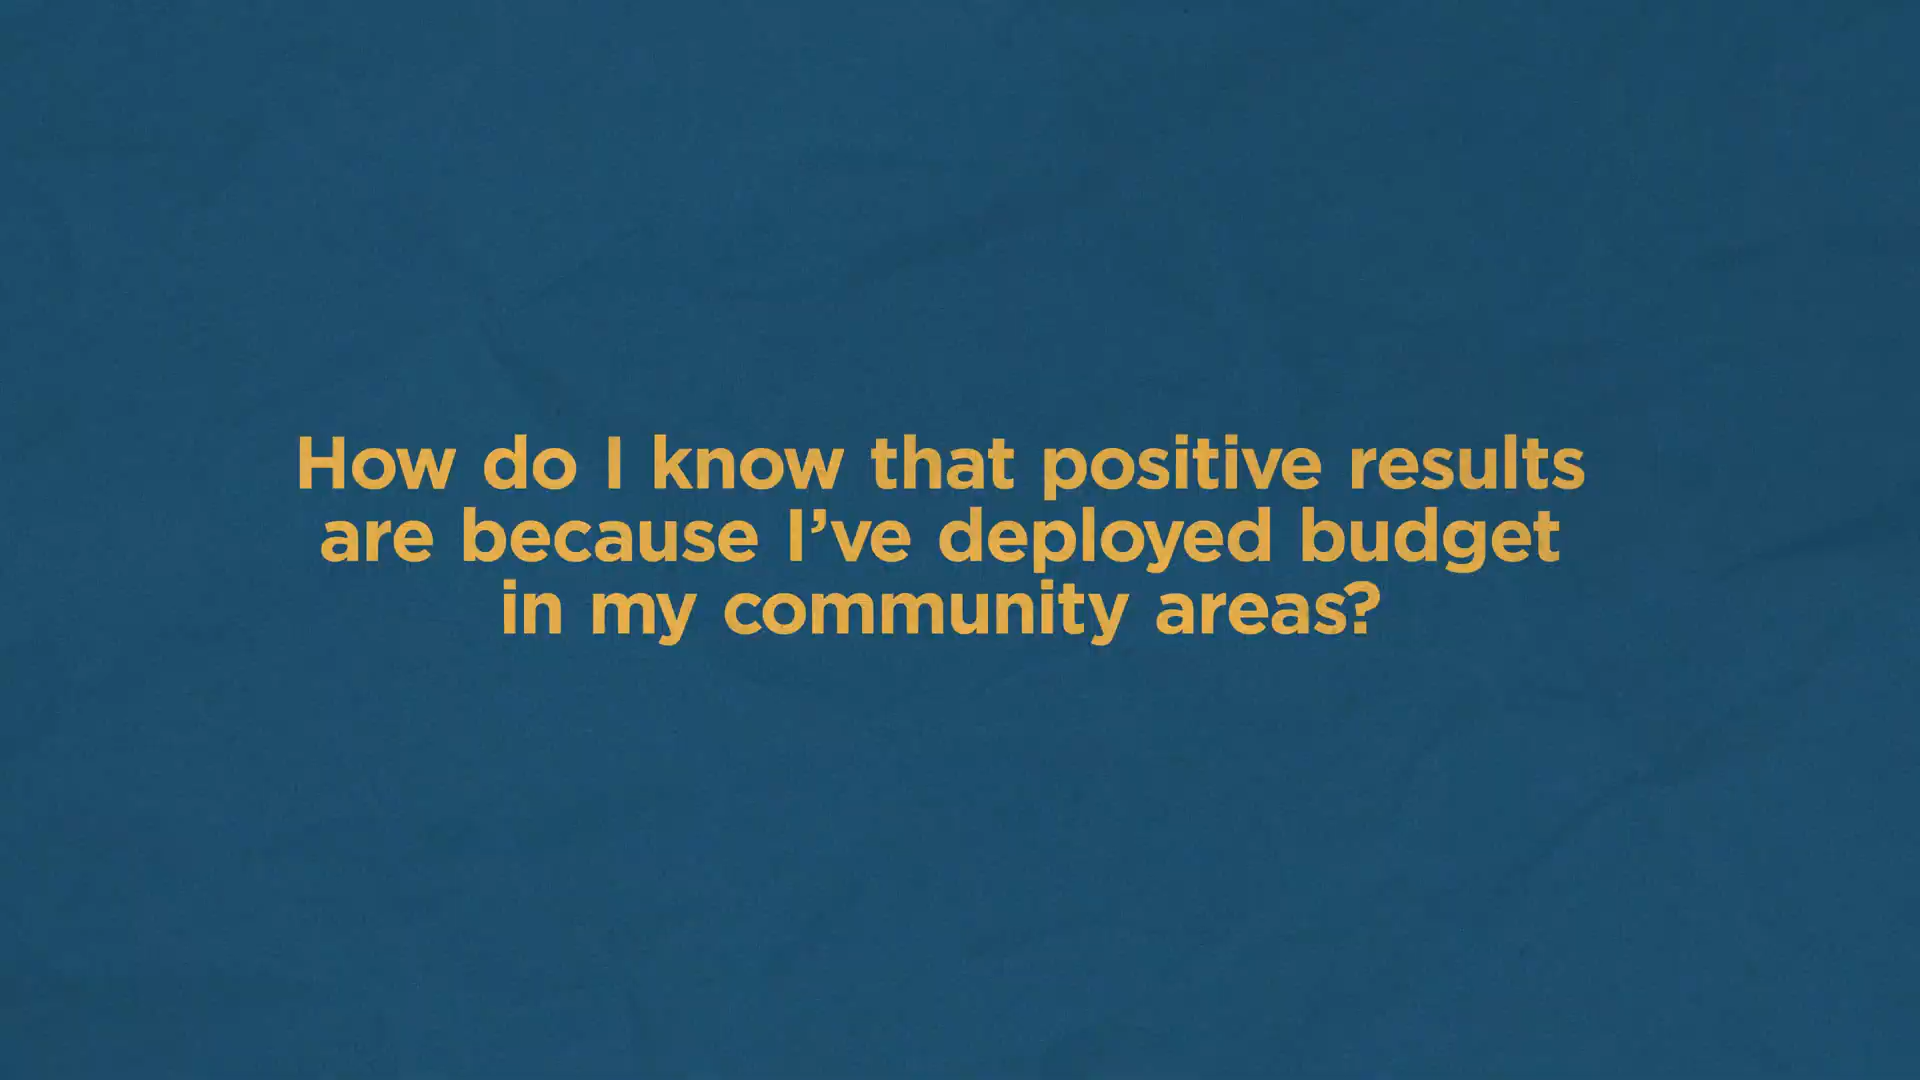 How do I know that positive results
are because I’ve deployed budget
in my community areas?